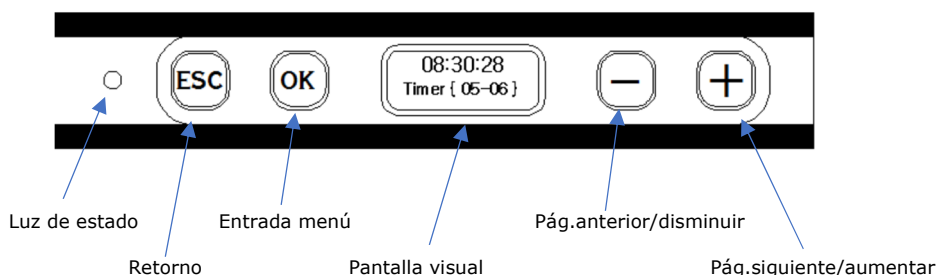 ESC
OK
08:30:28
Timer { 05-06 }
−
+
Luz de estado
Entrada menú
Pág.anterior/disminuir
Retorno
Pantalla visual
Pág.siguiente/aumentar